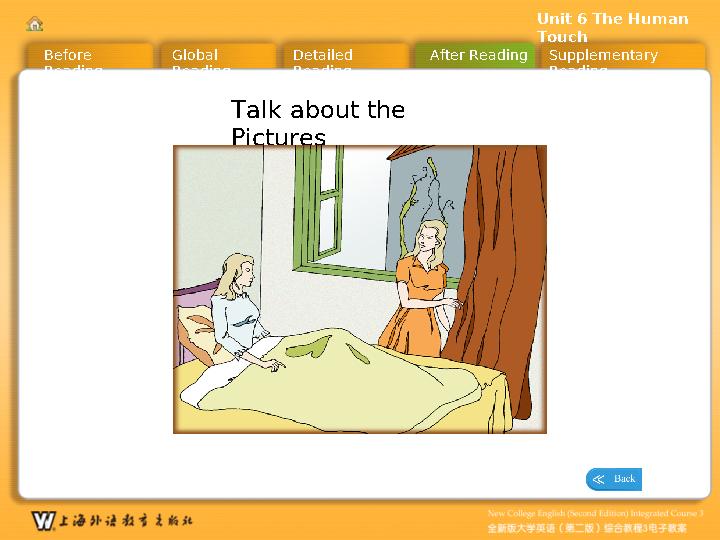 Unit 6 The Human
Touch
Before
Reading
Global
Reading
Detailed
Reading
After Reading
Supplementary
Reading
Talk about the
Pictures
Back
New College English (Second Edition) Integrated Course 3
上海外语教育出版社
全新版大学英语（第二版）综合教程3电子教案